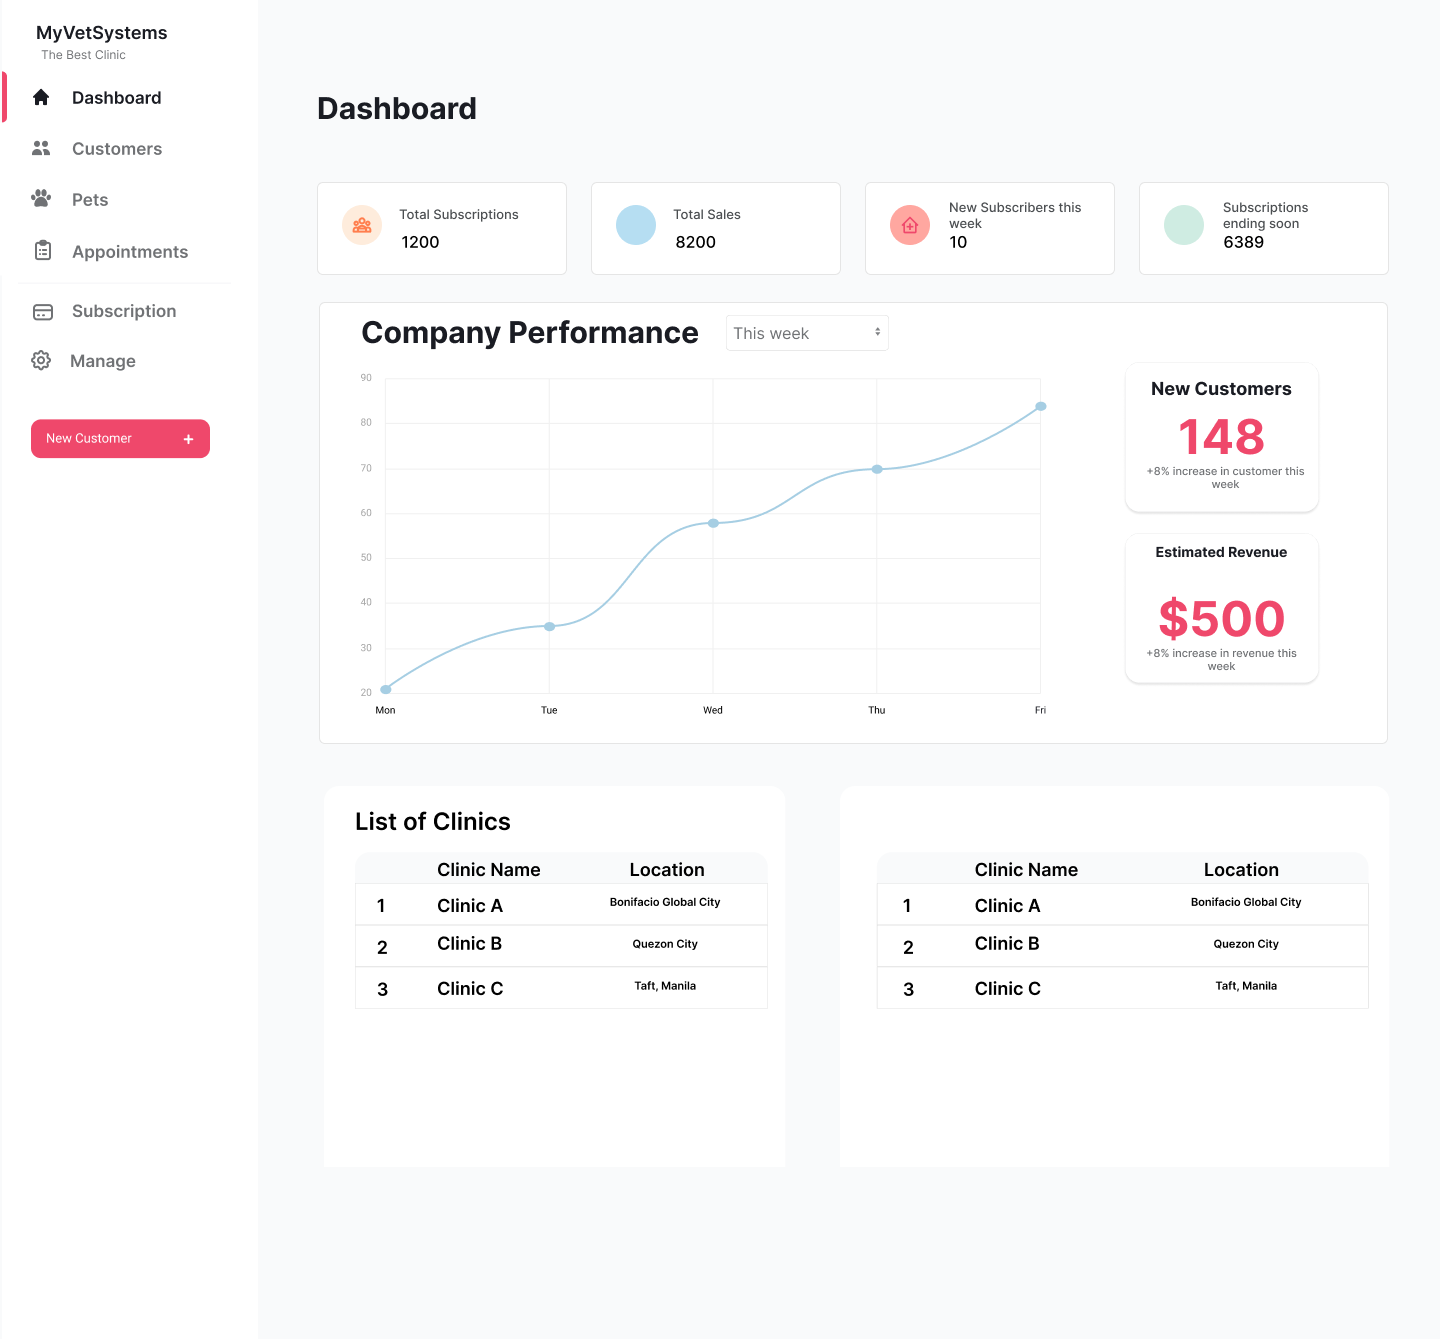 MyVetSystems
The Best Clinic
Dashboard
Customers
Pets
Appointments
Subscription
Manage
New Customer +
Dashboard
Total Subscriptions
1200
Total Sales
8200
New Subscribers this
week
10
Subscriptions
ending soon
6389
Company Performance
This week
90
80
70
60
50
40
30
20
Mon Tue Wed Thu Fri
New Customers
148
+8% increase in customer this
week
Estimated Revenue
$500
+8% increase in revenue this
week
List of Clinics
Clinic Name Location
1 Clinic A Bonifacio Global City
2 Clinic B Quezon City
3 Clinic C Taft, Manila
Clinic Name Location
1 Clinic A Bonifacio Global City
2 Clinic B Quezon City
3 Clinic C Taft, Manila